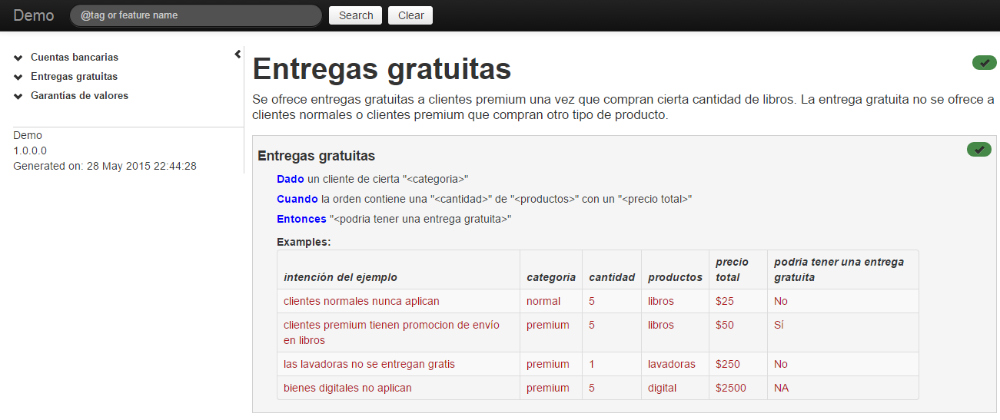 Demo @tag or feature name Search Clear
Cuentas bancarias
Entregas gratuitas
Garantías de valores
Demo
1.0.0.0
Generated on: 28 May 2015 22:44:28
Entregas gratuitas
Se ofrece entregas gratuitas a clientes premium una vez que compran cierta cantidad de libros. La entrega gratuita no se ofrece a
clientes normales o clientes premium que compran otro tipo de producto.
Entregas gratuitas
Dado un cliente de cierta "<categoria>"
Cuando la orden contiene una "<cantidad>" de "<productos>" con un "<precio total>"
Entonces "<podria tener una entrega gratuita>"
Examples:
intención del ejemplo categoria cantidad productos precio total podria tener una entrega gratuita
clientes normales nunca aplican normal 5 libros $25 No
clientes premium tienen promocion de envío en libros premium 5 libros $50 Sí
las lavadoras no se entregan gratis premium 1 lavadoras $250 No
bienes digitales no aplican premium 5 digital $2500 NA